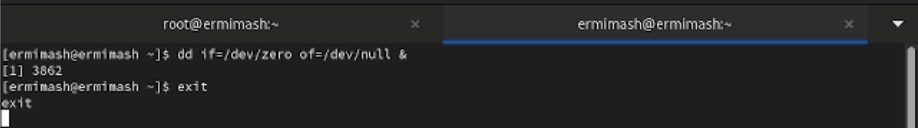 root@ermimash:~ × ermimash@ermimash:~ ×
[ermimash@ermimash ~]$ dd if=/dev/zero of=/dev/null &
[1] 3862
[ermimash@ermimash ~]$ exit
exit